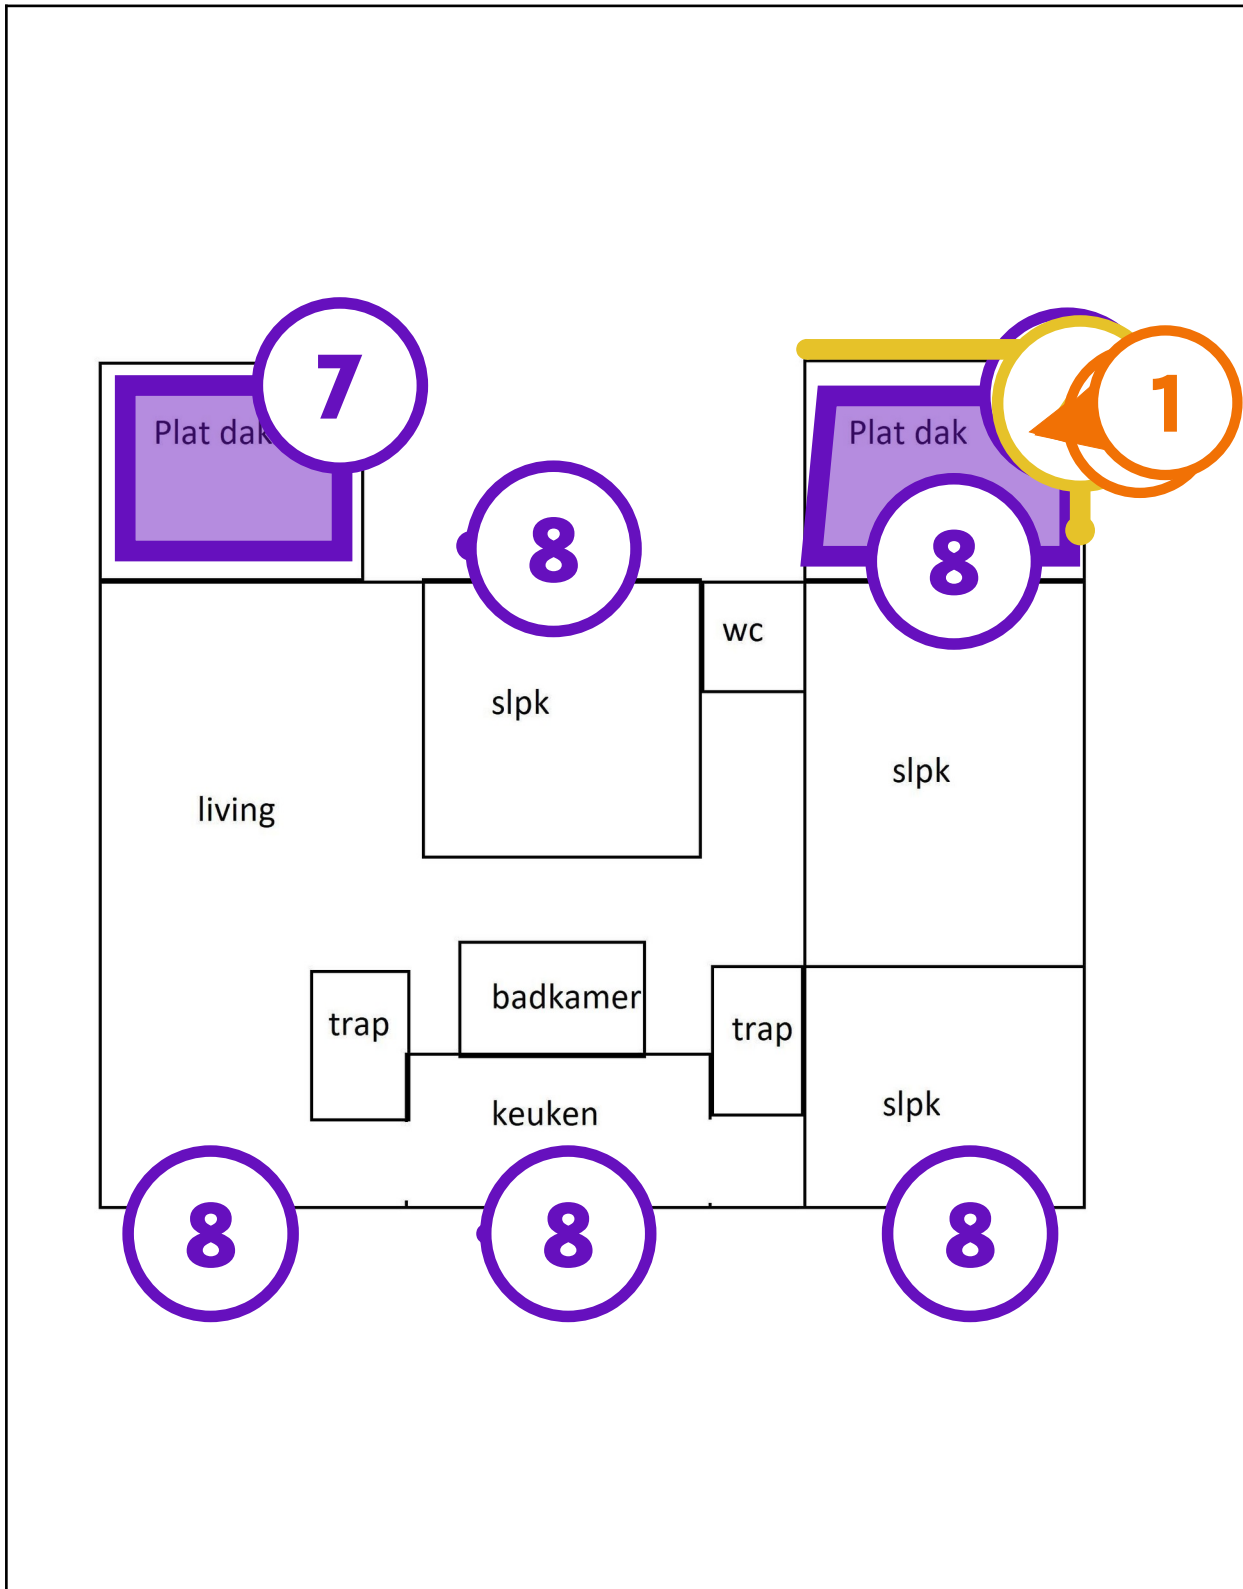 7
1
Plat dak
Plat dak
8
8
wc
slpk
slpk
living
badkamer
trap
trap
keuken
slpk
8
8
8